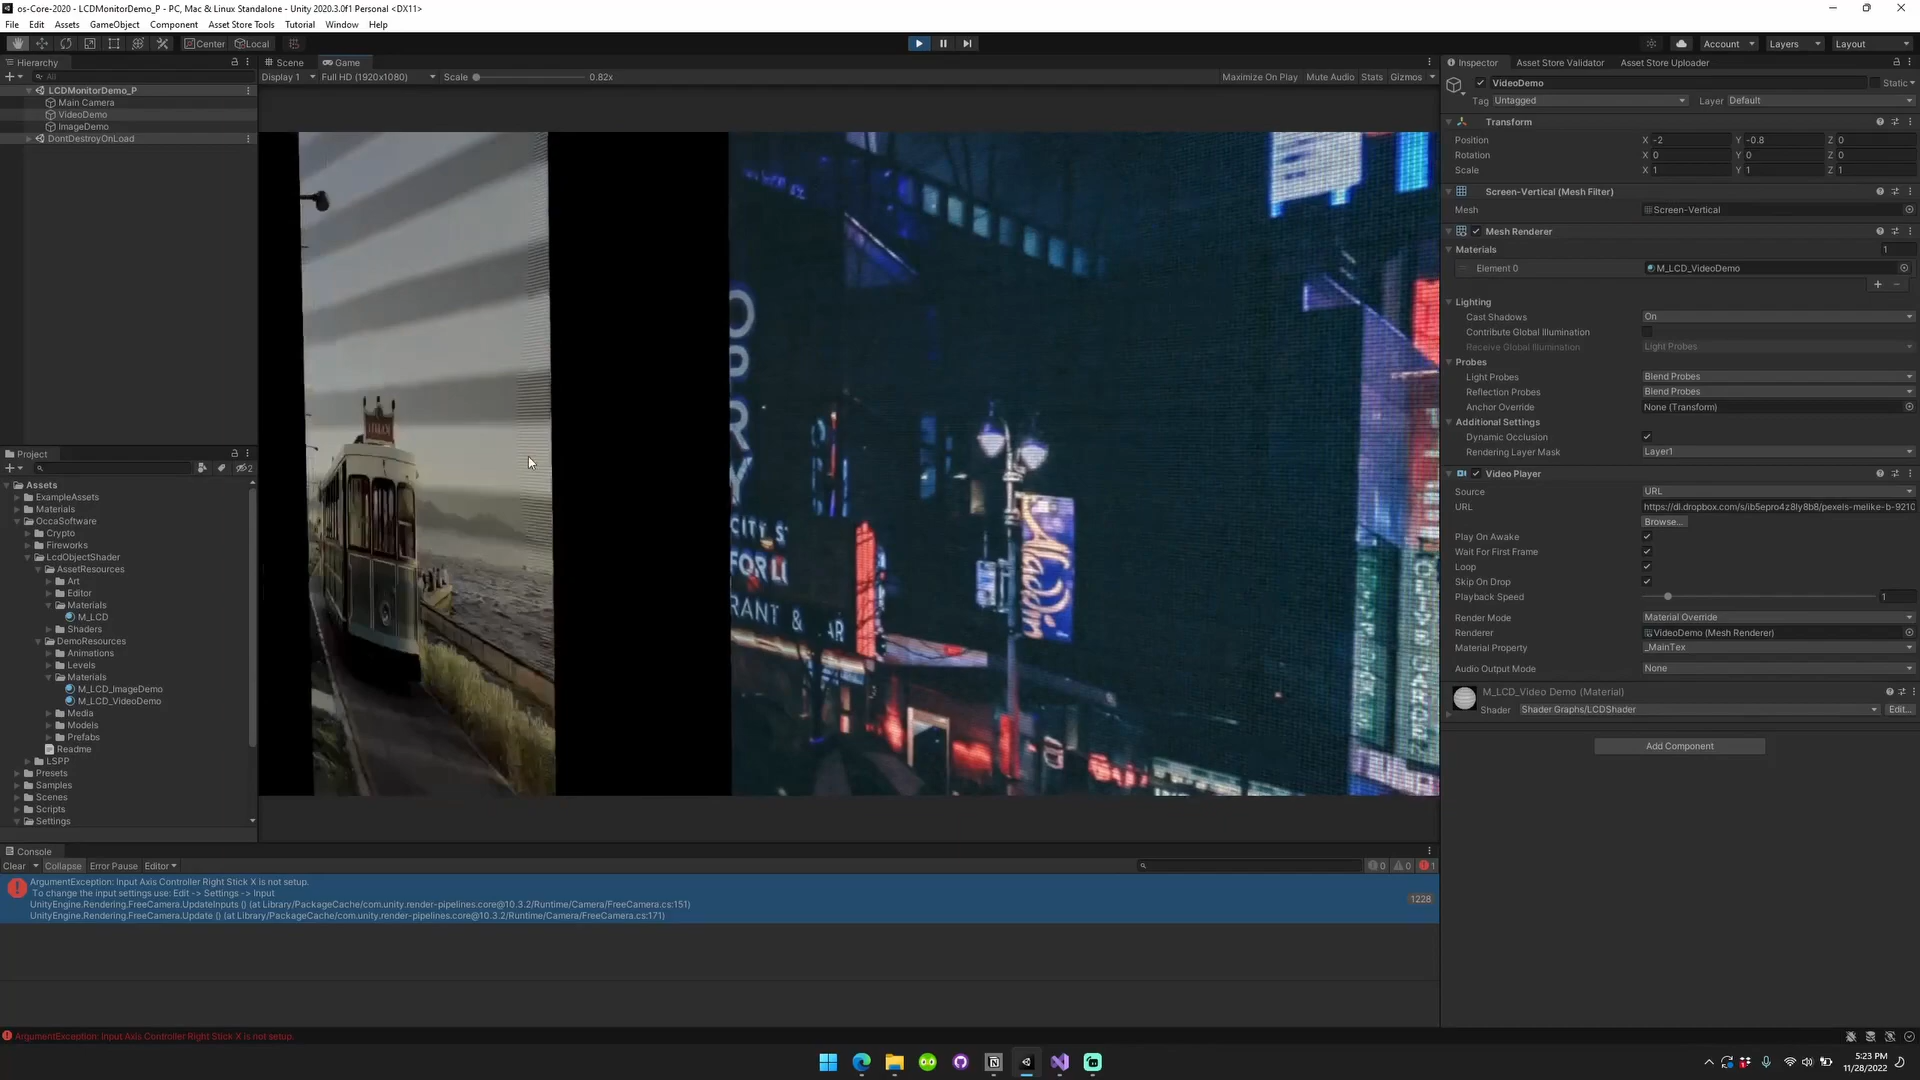 os-Core-2020 - LCDMonitorDemo_P - PC, Mac & Linux Standalone - Unity 2020.3.0f1 Personal <DX11>
File Edit Assets GameObject Component Asset Store Tools Tutorial Window Help
Center Local Account Layers Layout
Hierarchy
All
LCDMonitorDemo_P
Main Camera
VideoDemo
ImageDemo
DontDestroyOnLoad
Scene Game
Display 1 Full HD (1920x1080) Scale 0.82x Maximize On Play Mute Audio Stats Gizmos
O
P
R
Y
CITY S
FOR L
RANT & AR
Aladdin
Project
2
Assets
ExampleAssets
Materials
OccaSoftware
Crypto
Fireworks
LcdObjectShader
AssetResources
Art
Editor
Materials
M_LCD
Shaders
DemoResources
Animations
Levels
Materials
M_LCD_ImageDemo
M_LCD_VideoDemo
Media
Models
Prefabs
Readme
LSPP
Presets
Samples
Scenes
Scripts
Settings
Inspector Asset Store Validator Asset Store Uploader
VideoDemo Static
Tag Untagged Layer Default
Transform
Position X -2 Y -0.8 Z 0
Rotation X 0 Y 0 Z 0
Scale X 1 Y 1 Z 1
Screen-Vertical (Mesh Filter)
Mesh Screen-Vertical
Mesh Renderer
Materials 1
Element 0 M_LCD_VideoDemo
Lighting
Cast Shadows On
Contribute Global Illumination
Receive Global Illumination Light Probes
Probes
Light Probes Blend Probes
Reflection Probes Blend Probes
Anchor Override None (Transform)
Additional Settings
Dynamic Occlusion
Rendering Layer Mask Layer1
Video Player
Source URL
URL https://dl.dropbox.com/s/ib5epro4z8ly8b8/pexels-melike-b-9210
Browse...
Play On Awake
Wait For First Frame
Loop
Skip On Drop
Playback Speed 1
Render Mode Material Override
Renderer VideoDemo (Mesh Renderer)
Material Property _MainTex
Audio Output Mode None
M_LCD_Video Demo (Material)
Shader Shader Graphs/LCDShader Edit...
Add Component
Console
Clear Collapse Error Pause Editor 0 0 1
ArgumentException: Input Axis Controller Right Stick X is not setup.
To change the input settings use: Edit -> Settings -> Input
UnityEngine.Rendering.FreeCamera.UpdateInputs () (at Library/PackageCache/com.unity.render-pipelines.core@10.3.2/Runtime/Camera/FreeCamera.cs:151)
UnityEngine.Rendering.FreeCamera.Update () (at Library/PackageCache/com.unity.render-pipelines.core@10.3.2/Runtime/Camera/FreeCamera.cs:171)
1228
ArgumentException: Input Axis Controller Right Stick X is not setup.
5:23 PM
11/28/2022